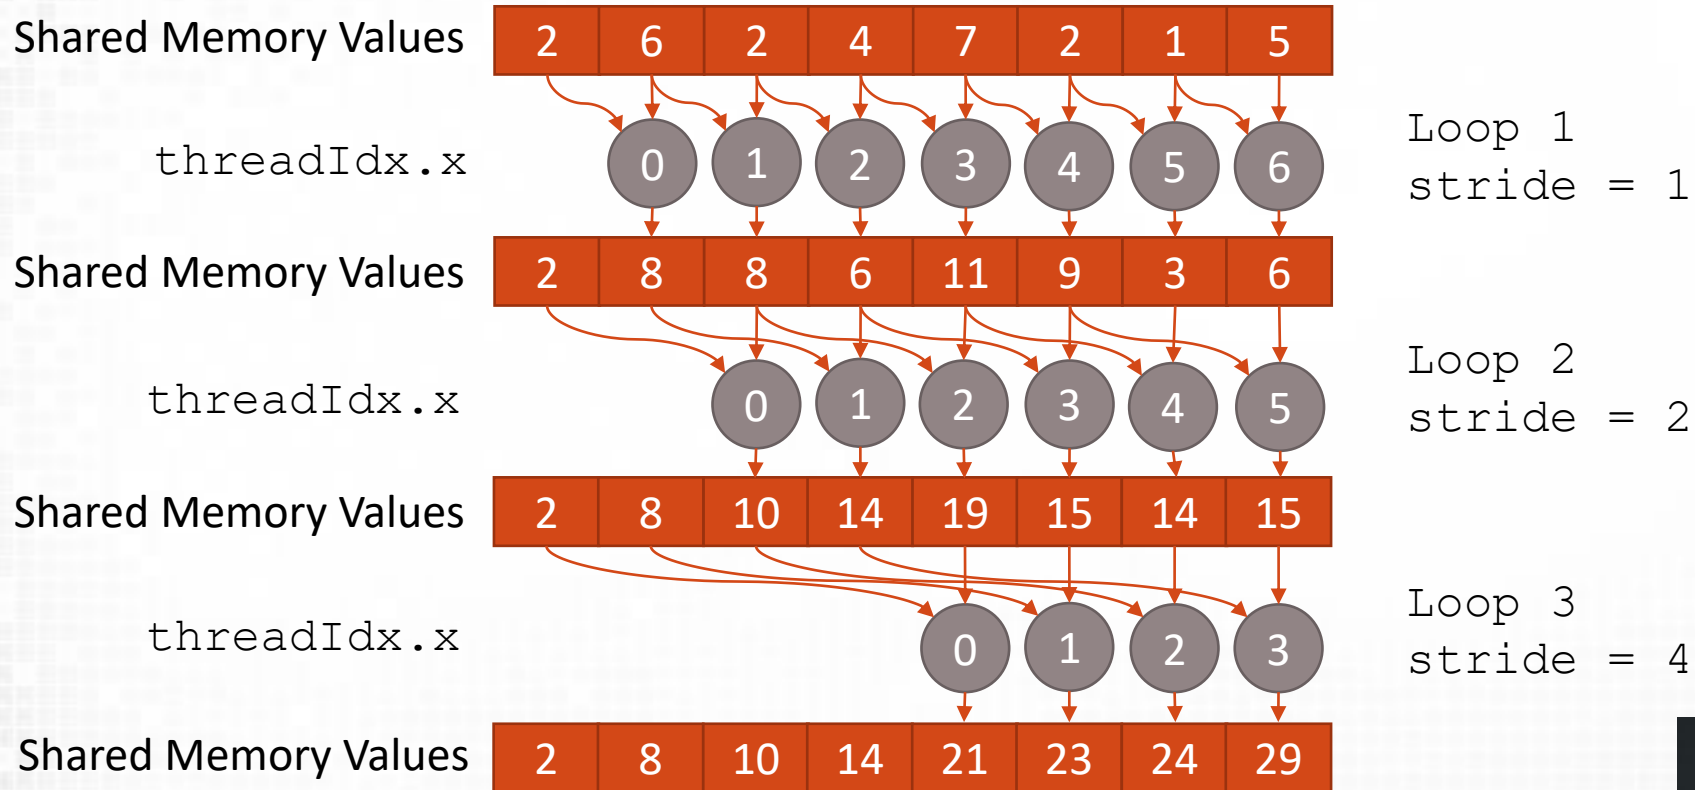 Shared Memory Values 2 6 2 4 7 2 1 5
threadIdx.x 0 1 2 3 4 5 6
Loop 1
stride = 1
Shared Memory Values 2 8 8 6 11 9 3 6
threadIdx.x 0 1 2 3 4 5
Loop 2
stride = 2
Shared Memory Values 2 8 10 14 19 15 14 15
threadIdx.x 0 1 2 3
Loop 3
stride = 4
Shared Memory Values 2 8 10 14 21 23 24 29